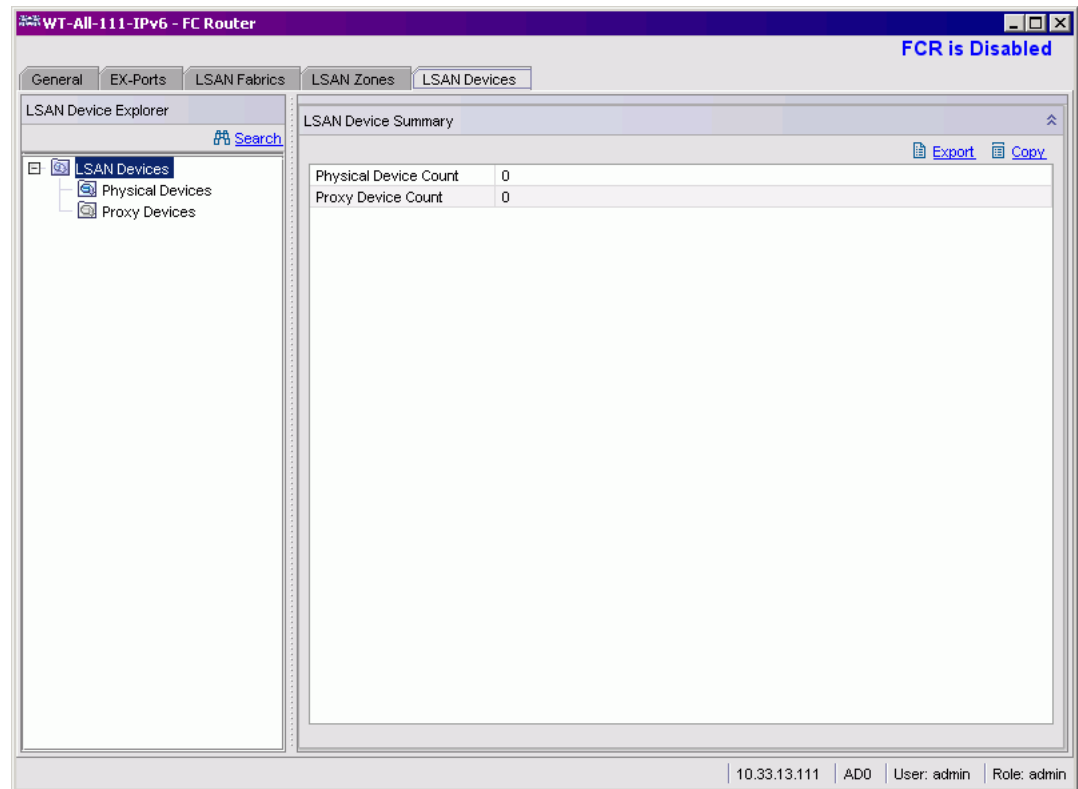 WT-All-111-IPv6 - FC Router
FCR is Disabled
General EX-Ports LSAN Fabrics LSAN Zones LSAN Devices
LSAN Device Explorer
Search
LSAN Devices
Physical Devices
Proxy Devices
LSAN Device Summary
Export Copy
Physical Device Count 0
Proxy Device Count 0
10.33.13.111 AD0 User: admin Role: admin